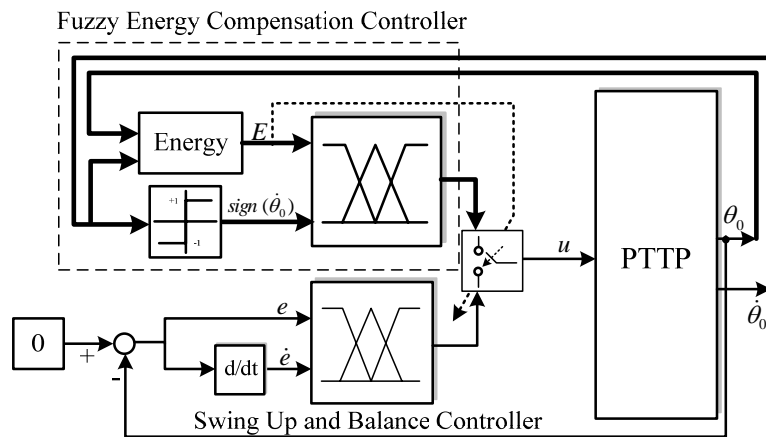 Fuzzy Energy Compensation Controller
Energy
E
+1
-1
sign (θ̇₀)
u
PTTP
θ₀
θ̇₀
0
+
-
e
d/dt
ė
Swing Up and Balance Controller